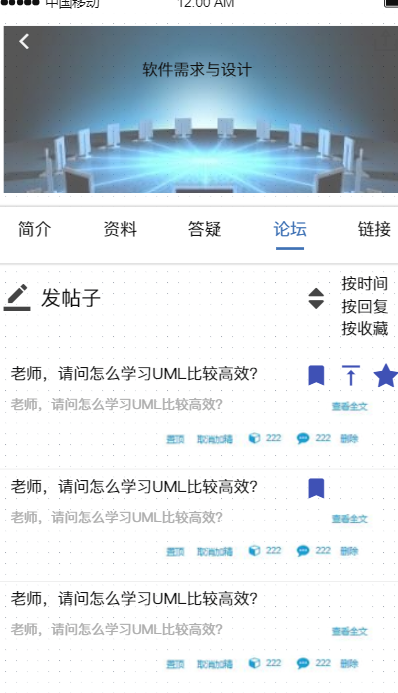 中国移动 12:00 AM
软件需求与设计
简介 资料 答疑 论坛 链接
发帖子
按时间
按回复
按收藏
老师，请问怎么学习UML比较高效？
老师，请问怎么学习UML比较高效？
查看全文
置顶 取消加精 222 222 删除
老师，请问怎么学习UML比较高效？
老师，请问怎么学习UML比较高效？
查看全文
置顶 取消加精 222 222 删除
老师，请问怎么学习UML比较高效？
老师，请问怎么学习UML比较高效？
查看全文
置顶 取消加精 222 222 删除